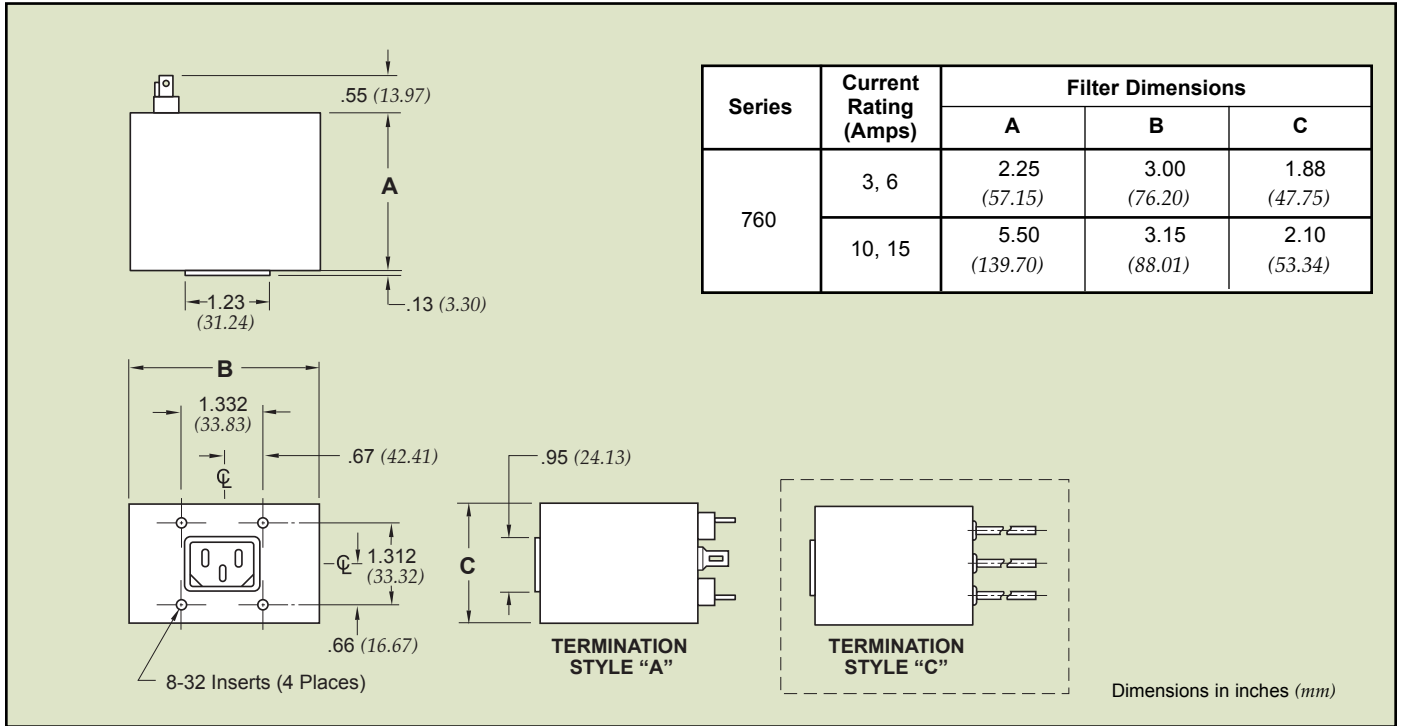 .55 (13.97)
A
1.23
(31.24)
.13 (3.30)
Series
Current
Rating
(Amps)
Filter Dimensions
A
B
C
760
3, 6
2.25
(57.15)
3.00
(76.20)
1.88
(47.75)
10, 15
5.50
(139.70)
3.15
(88.01)
2.10
(53.34)
B
1.332
(33.83)
.67 (42.41)
℄
℄
1.312
(33.32)
.66 (16.67)
8-32 Inserts (4 Places)
.95 (24.13)
C
TERMINATION
STYLE “A”
TERMINATION
STYLE “C”
Dimensions in inches (mm)